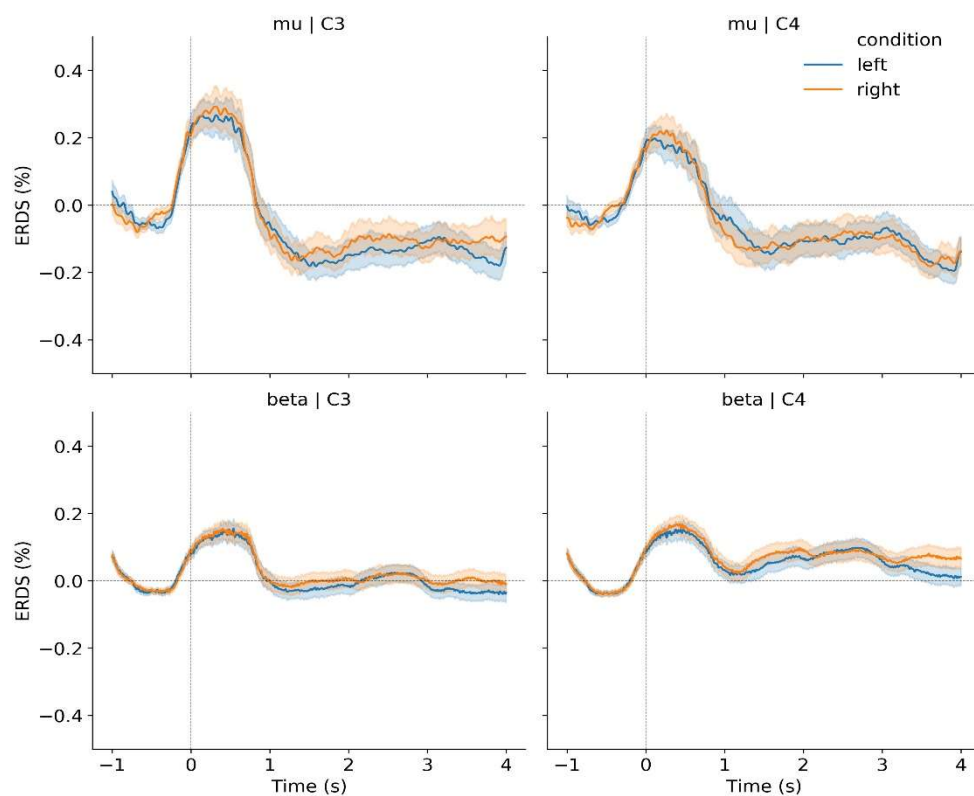 mu | C3
mu | C4
condition
left
right
ERDS (%)
0.4
0.2
0.0
−0.2
−0.4
beta | C3
beta | C4
ERDS (%)
0.4
0.2
0.0
−0.2
−0.4
−1 0 1 2 3 4
−1 0 1 2 3 4
Time (s)
Time (s)